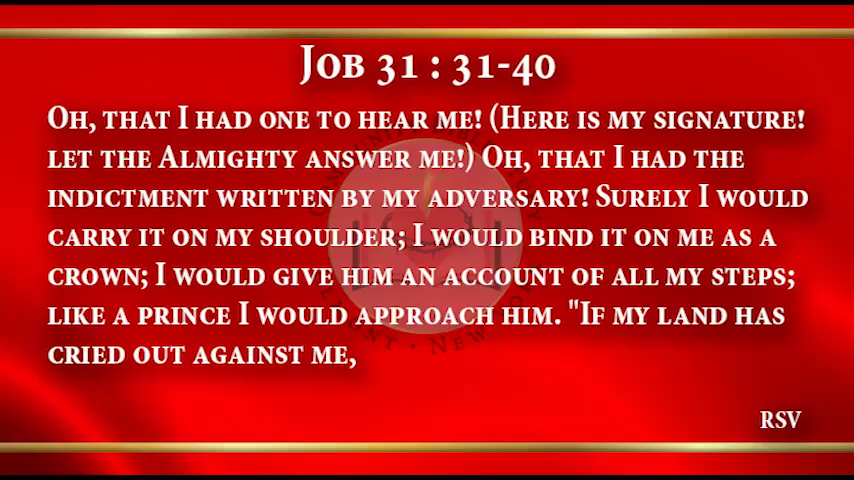 Job 31 : 31-40
Oh, that I had one to hear me! (Here is my signature!
let the Almighty answer me!) Oh, that I had the
indictment written by my adversary! Surely I would
carry it on my shoulder; I would bind it on me as a
crown; I would give him an account of all my steps;
like a prince I would approach him. "If my land has
cried out against me,
RSV